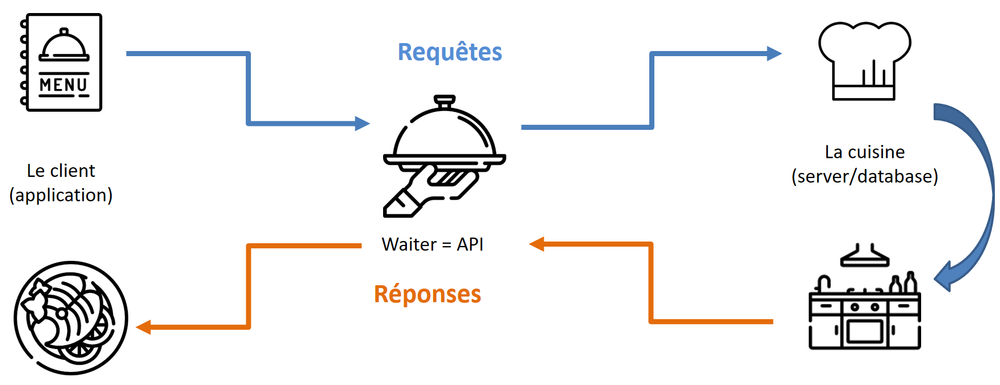 MENU
Requêtes
Le client
(application)
La cuisine
(server/database)
Waiter = API
Réponses